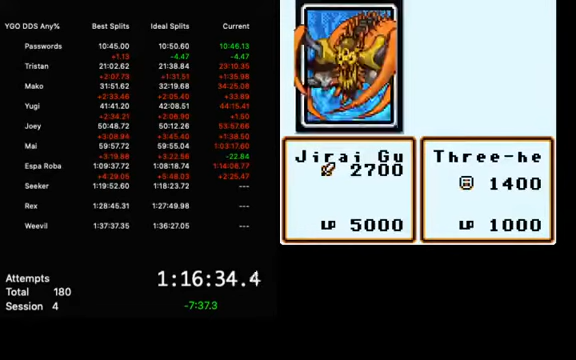 YGO DDS Any% Best Splits Ideal Splits Current
Passwords 10:45.00 10:50.60 10:46.13
+1.13 -4.47 -4.47
Tristan 21:02.62 21:38.84 23:10.35
+2:07.73 +1:31.51 +1:35.98
Mako 31:51.62 32:19.68 34:25.08
+2:33.46 +2:05.40 +33.89
Yugi 41:41.20 42:08.51 44:15.41
+2:34.21 +2:06.90 +1.50
Joey 50:48.72 50:12.26 53:57.66
+3:08.94 +3:45.40 +1:38.50
Mai 59:57.72 59:55.04 1:03:17.60
+3:19.88 +3:22.56 -22.84
Espa Roba 1:09:37.72 1:08:18.74 1:14:06.77
+4:29.05 +5:48.03 +2:25.47
Seeker 1:19:52.60 1:18:23.72 ---
Rex 1:28:45.31 1:27:49.98 ---
Weevil 1:37:37.35 1:36:27.05 ---
Attempts
Total 180
Session 4
1:16:34.4
-7:37.3
Jirai Gu
2700
LP 5000
Three-he
1400
LP 1000